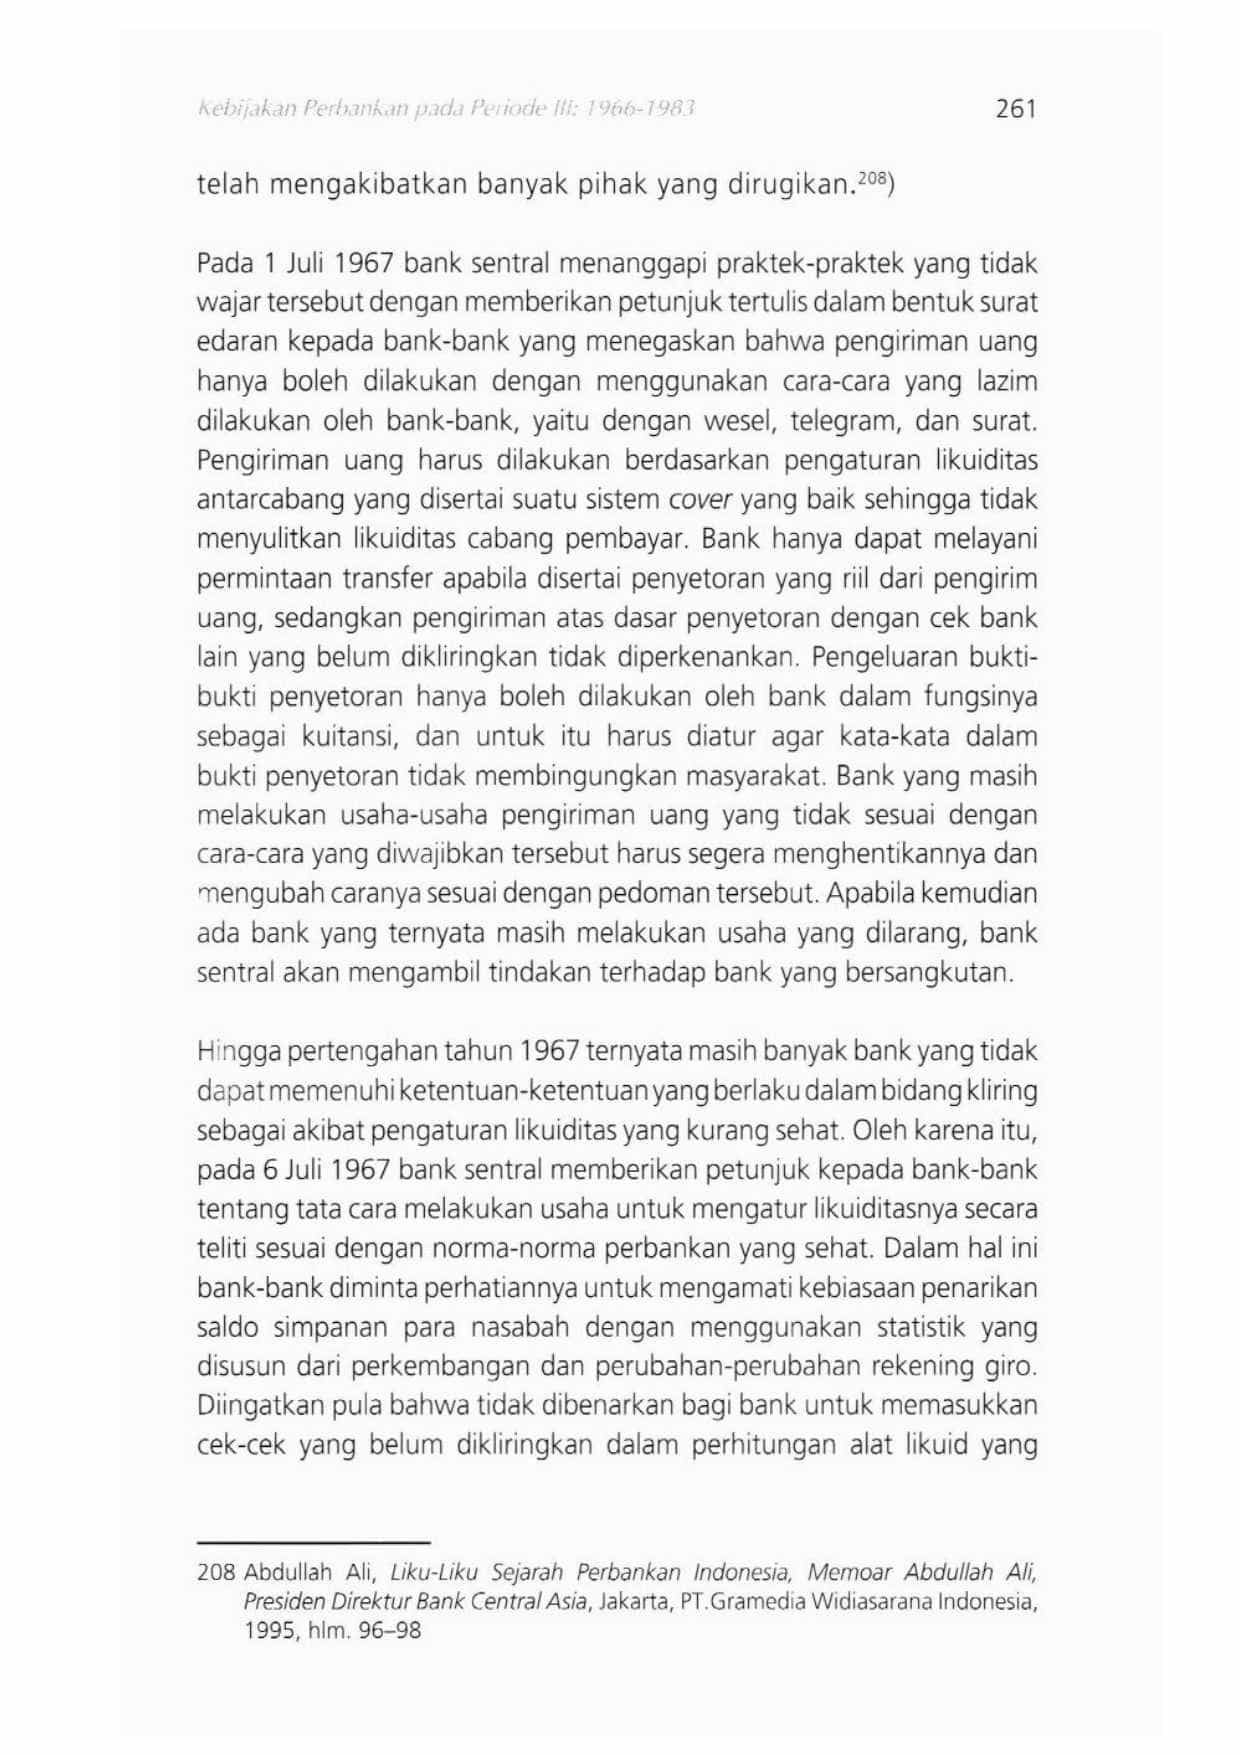 Kebijakan Perbankan pada Periode III: 1966-1983 261
telah mengakibatkan banyak pihak yang dirugikan.208)
Pada 1 Juli 1967 bank sentral menanggapi praktek-praktek yang tidak
wajar tersebut dengan memberikan petunjuk tertulis dalam bentuk surat
edaran kepada bank-bank yang menegaskan bahwa pengiriman uang
hanya boleh dilakukan dengan menggunakan cara-cara yang lazim
dilakukan oleh bank-bank, yaitu dengan wesel, telegram, dan surat.
Pengiriman uang harus dilakukan berdasarkan pengaturan likuiditas
antarcabang yang disertai suatu sistem cover yang baik sehingga tidak
menyulitkan likuiditas cabang pembayar. Bank hanya dapat melayani
permintaan transfer apabila disertai penyetoran yang riil dari pengirim
uang, sedangkan pengiriman atas dasar penyetoran dengan cek bank
lain yang belum dikliringkan tidak diperkenankan. Pengeluaran bukti-
bukti penyetoran hanya boleh dilakukan oleh bank dalam fungsinya
sebagai kuitansi, dan untuk itu harus diatur agar kata-kata dalam
bukti penyetoran tidak membingungkan masyarakat. Bank yang masih
melakukan usaha-usaha pengiriman uang yang tidak sesuai dengan
cara-cara yang diwajibkan tersebut harus segera menghentikannya dan
mengubah caranya sesuai dengan pedoman tersebut. Apabila kemudian
ada bank yang ternyata masih melakukan usaha yang dilarang, bank
sentral akan mengambil tindakan terhadap bank yang bersangkutan.
Hingga pertengahan tahun 1967 ternyata masih banyak bank yang tidak
dapat memenuhi ketentuan-ketentuan yang berlaku dalam bidang kliring
sebagai akibat pengaturan likuiditas yang kurang sehat. Oleh karena itu,
pada 6 Juli 1967 bank sentral memberikan petunjuk kepada bank-bank
tentang tata cara melakukan usaha untuk mengatur likuiditasnya secara
teliti sesuai dengan norma-norma perbankan yang sehat. Dalam hal ini
bank-bank diminta perhatiannya untuk mengamati kebiasaan penarikan
saldo simpanan para nasabah dengan menggunakan statistik yang
disusun dari perkembangan dan perubahan-perubahan rekening giro.
Diingatkan pula bahwa tidak dibenarkan bagi bank untuk memasukkan
cek-cek yang belum dikliringkan dalam perhitungan alat likuid yang
208 Abdullah Ali, Liku-Liku Sejarah Perbankan Indonesia, Memoar Abdullah Ali,
Presiden Direktur Bank Central Asia, Jakarta, PT.Gramedia Widiasarana Indonesia,
1995, hlm. 96–98